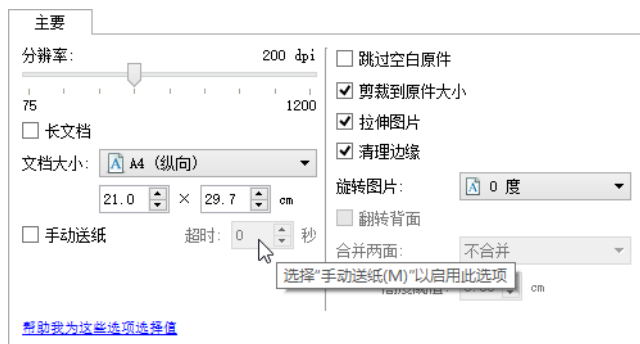 主要
分辨率:
200 dpi
75
1200
长文档
文档大小:
A4 (纵向)
21.0 × 29.7 cm
手动送纸
超时: 0 秒
帮助我为这些选项选择值
跳过空白原件
剪裁到原件大小
拉伸图片
清理边缘
旋转图片: 0 度
翻转背面
合并两面: 不合并
选择"手动送纸(M)"以启用此选项
cm